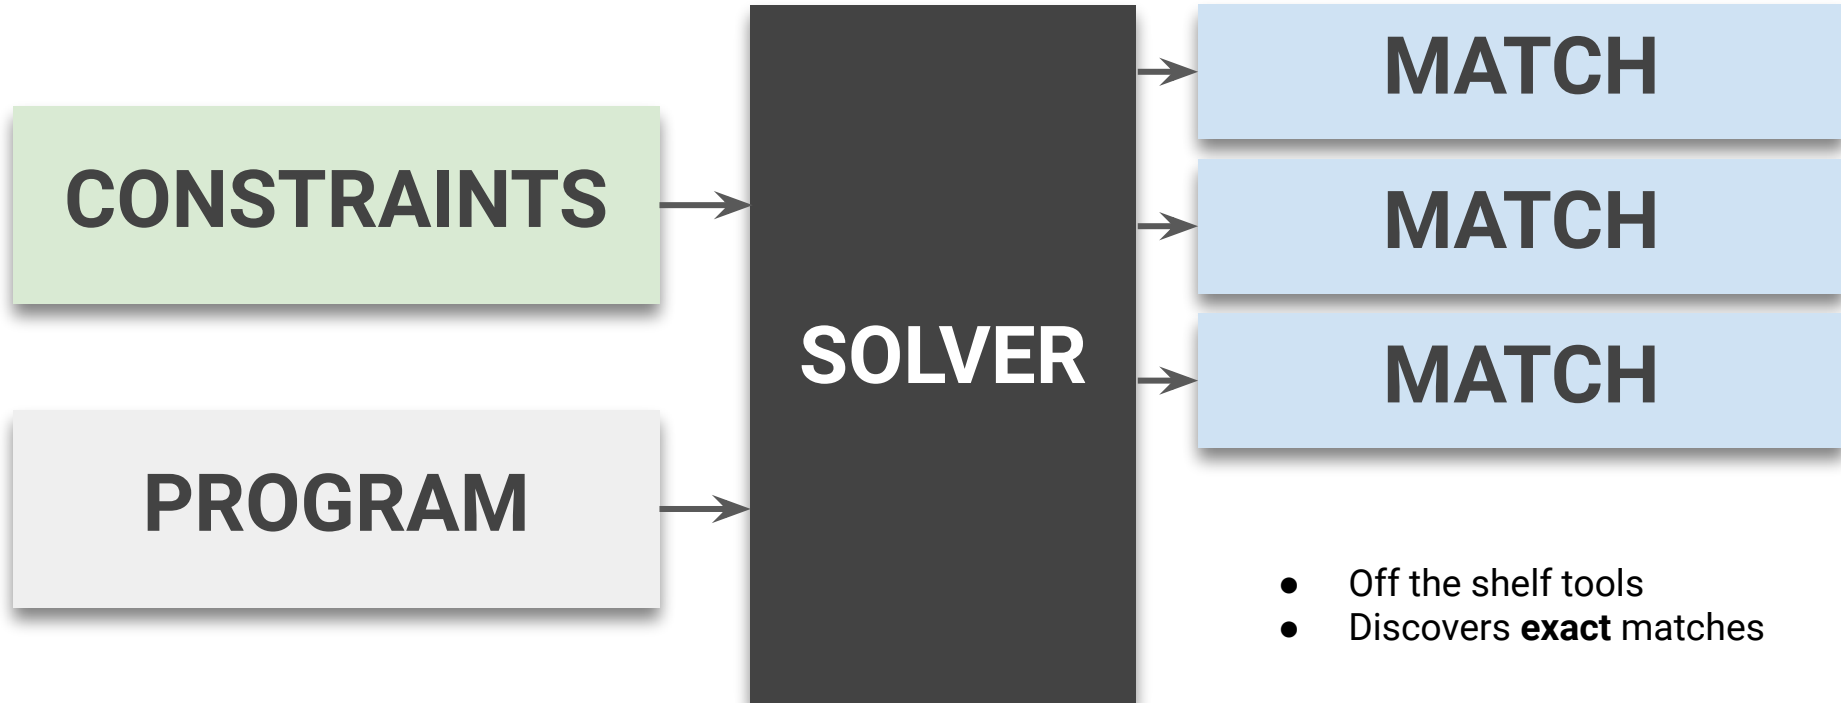 CONSTRAINTS
PROGRAM
SOLVER
MATCH
MATCH
MATCH
● Off the shelf tools
● Discovers exact matches